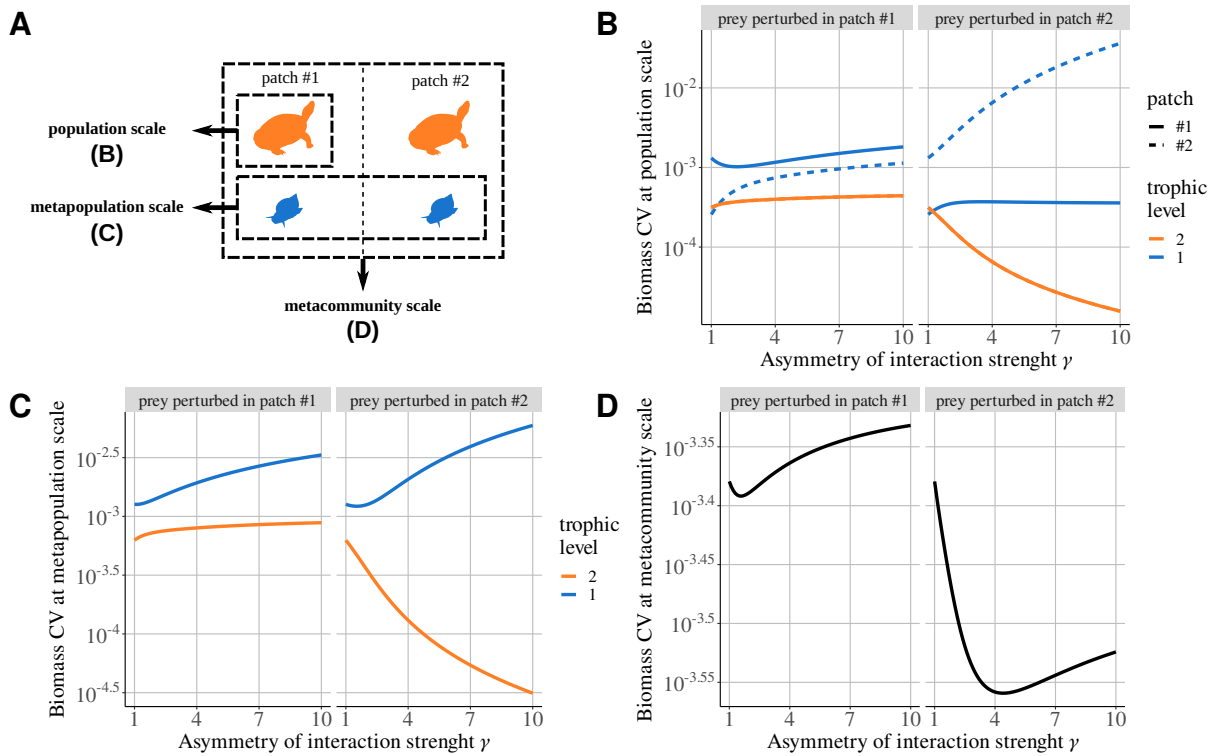 A
patch #1
patch #2
population scale
(B)
metapopulation scale
(C)
metacommunity scale
(D)
B
prey perturbed in patch #1
prey perturbed in patch #2
Biomass CV at population scale
10-2
10-3
10-4
1
4
7
10
1
4
7
10
Asymmetry of interaction strenght γ
patch
#1
#2
trophic
level
2
1
C
prey perturbed in patch #1
prey perturbed in patch #2
Biomass CV at metapopulation scale
10-2.5
10-3
10-3.5
10-4
10-4.5
1
4
7
10
1
4
7
10
Asymmetry of interaction strenght γ
trophic
level
2
1
D
prey perturbed in patch #1
prey perturbed in patch #2
Biomass CV at metacommunity scale
10-3.35
10-3.4
10-3.45
10-3.5
10-3.55
1
4
7
10
1
4
7
10
Asymmetry of interaction strenght γ